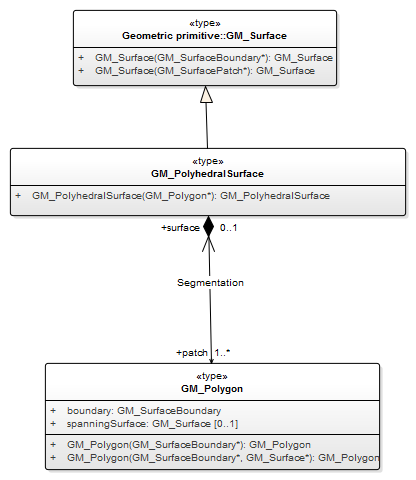 «type»
Geometric primitive::GM_Surface
+ GM_Surface(GM_SurfaceBoundary*): GM_Surface
+ GM_Surface(GM_SurfacePatch*): GM_Surface
«type»
GM_PolyhedralSurface
+ GM_PolyhedralSurface(GM_Polygon*): GM_PolyhedralSurface
+surface 0..1
Segmentation
+patch 1..*
«type»
GM_Polygon
+ boundary: GM_SurfaceBoundary
+ spanningSurface: GM_Surface [0..1]
+ GM_Polygon(GM_SurfaceBoundary*): GM_Polygon
+ GM_Polygon(GM_SurfaceBoundary*, GM_Surface*): GM_Polygon